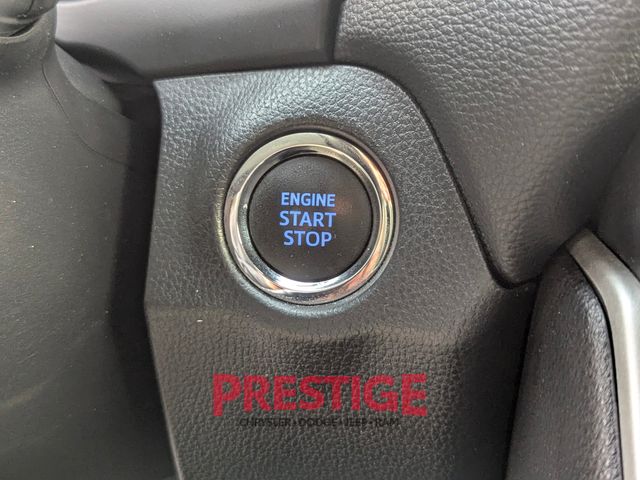 ENGINE
START
STOP
PRESTIGE
CHRYSLER•DODGE•JEEP•RAM